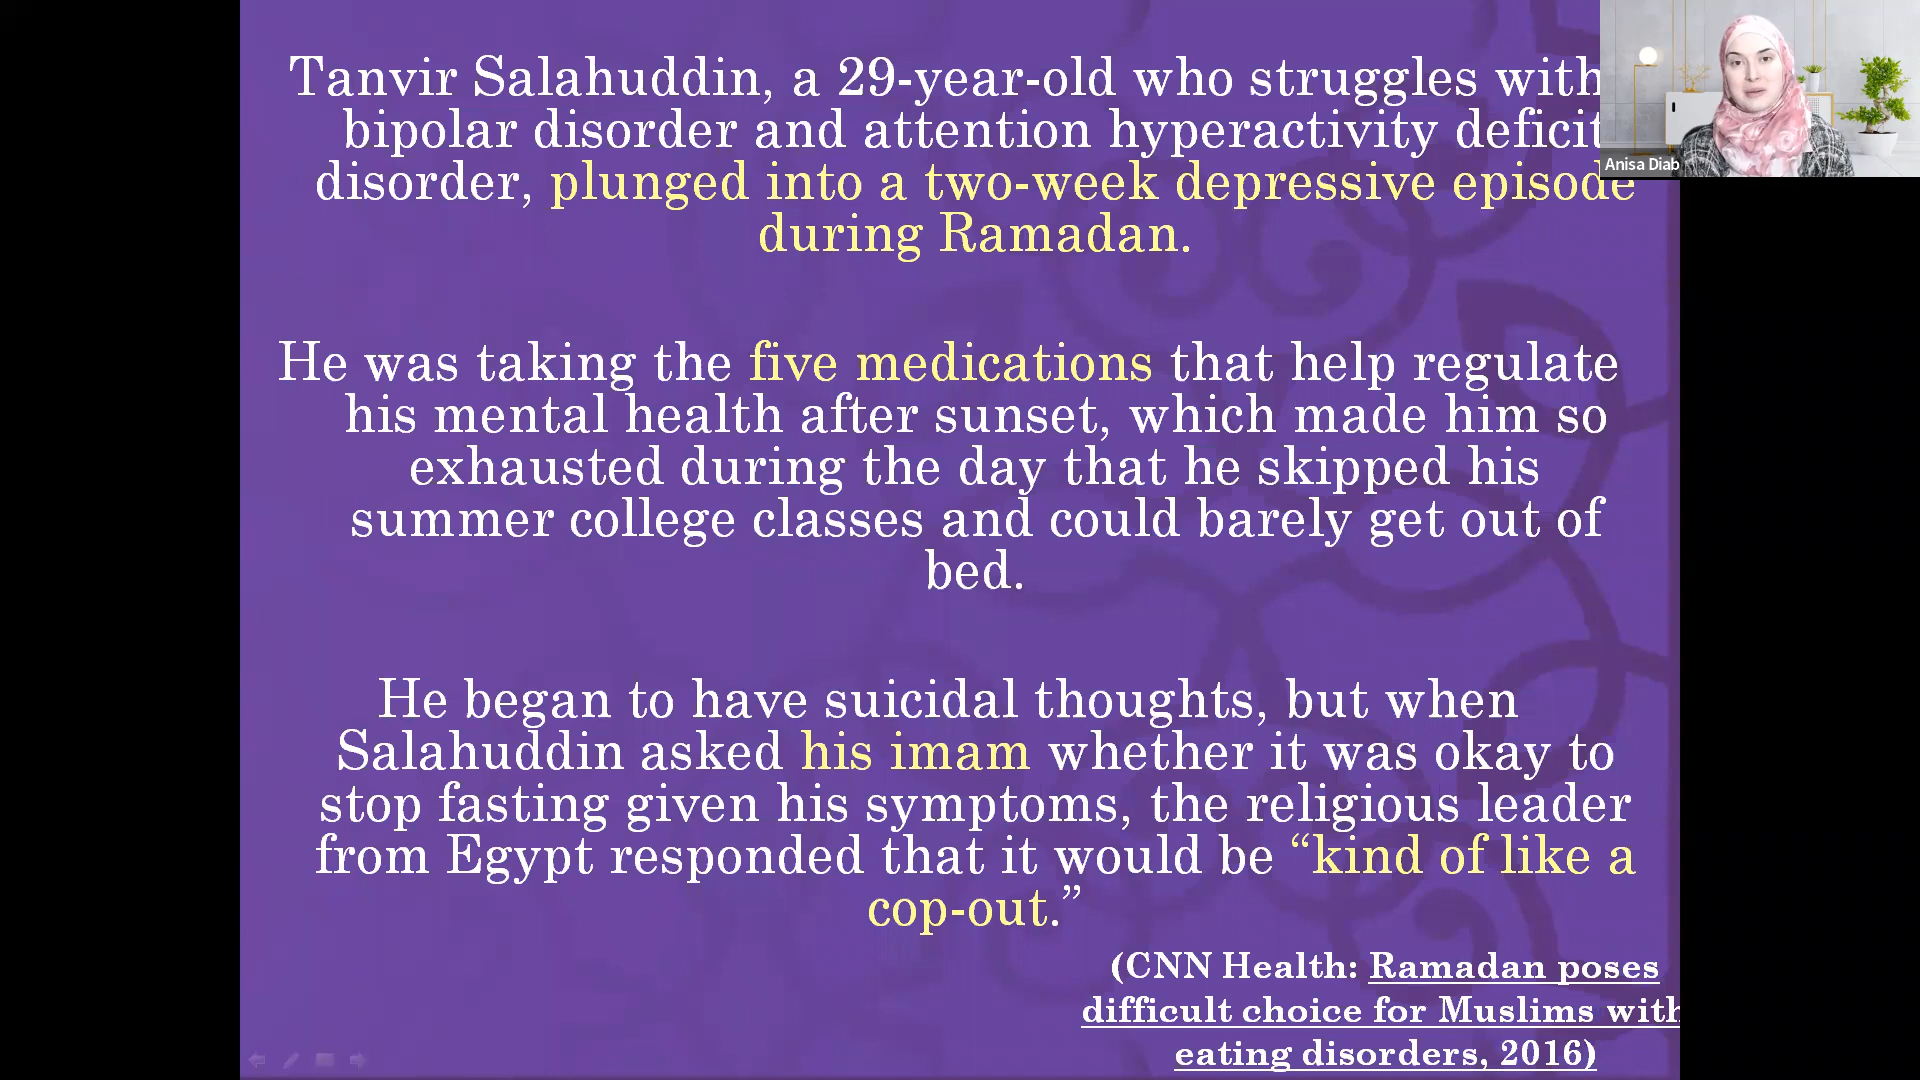 Tanvir Salahuddin, a 29-year-old who struggles with
bipolar disorder and attention hyperactivity deficit
disorder, plunged into a two-week depressive episode
during Ramadan.
He was taking the five medications that help regulate
his mental health after sunset, which made him so
exhausted during the day that he skipped his
summer college classes and could barely get out of
bed.
He began to have suicidal thoughts, but when
Salahuddin asked his imam whether it was okay to
stop fasting given his symptoms, the religious leader
from Egypt responded that it would be “kind of like a
cop-out.”
(CNN Health: Ramadan poses
difficult choice for Muslims with
eating disorders, 2016)
Anisa Diab